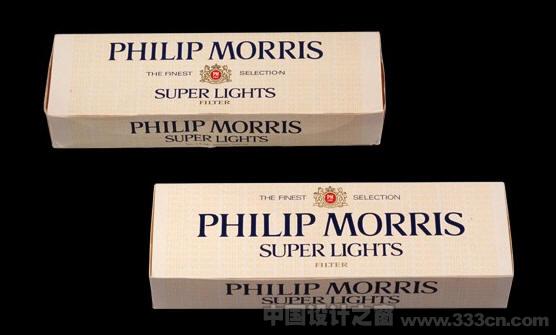 PHILIP MORRIS
THE FINEST SELECTION
SUPER LIGHTS
FILTER
PHILIP MORRIS
SUPER LIGHTS
THE FINEST SELECTION
PHILIP MORRIS
SUPER LIGHTS
FILTER
PHILIP MORRIS
SUPER LIGHTS
中国设计之窗 www.333cn.com